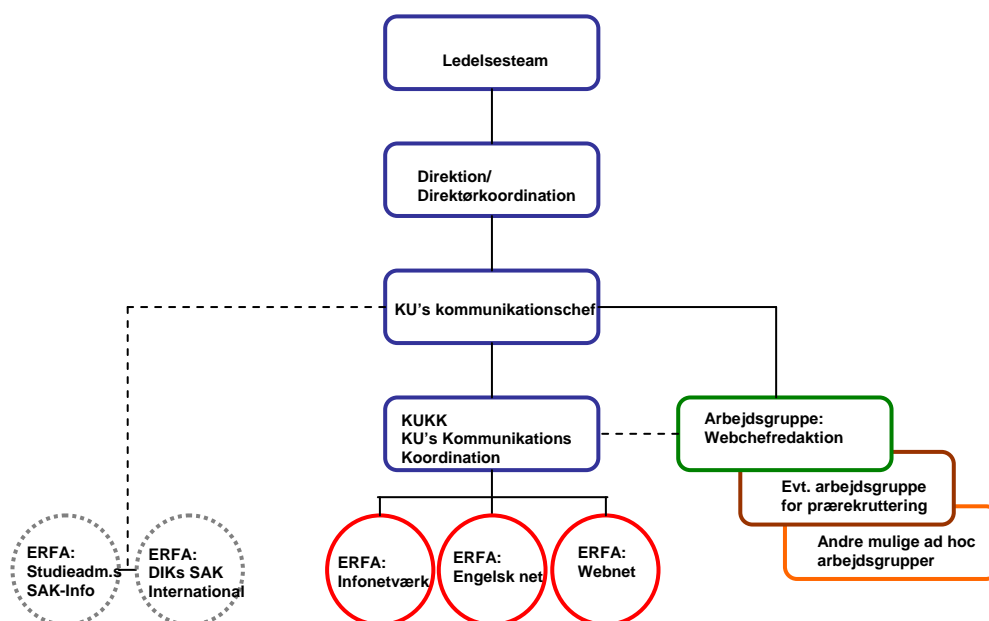 Ledelsesteam
Direktion/
Direktørkoordination
KU's kommunikationschef
KUKK
KU's Kommunikations
Koordination
Arbejdsgruppe:
Webchefredaktion
Evt. arbejdsgruppe
for prærekruttering
Andre mulige ad hoc
arbejdsgrupper
ERFA:
Studieadm.s
SAK-Info
ERFA:
DIKs SAK
International
ERFA:
Infonetværk
ERFA:
Engelsk net
ERFA:
Webnet